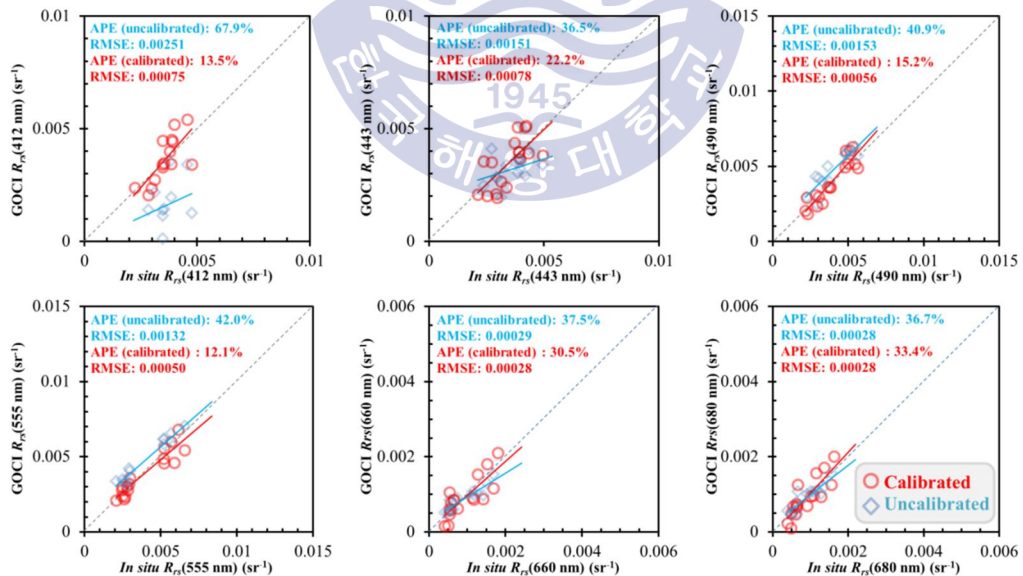 0.01
APE (uncalibrated): 67.9%
RMSE: 0.00251
APE (calibrated): 13.5%
RMSE: 0.00075
0.005
0
0
0.005
0.01
GOCI Rrs(412 nm) (sr-1)
In situ Rrs(412 nm) (sr-1)
0.01
APE (uncalibrated): 36.5%
RMSE: 0.00151
APE (calibrated): 22.2%
RMSE: 0.00078
0.005
0
0
0.005
0.01
GOCI Rrs(443 nm) (sr-1)
In situ Rrs(443 nm) (sr-1)
1945
한국해양대학교
0.015
APE (uncalibrated): 40.9%
RMSE: 0.00153
APE (calibrated) : 15.2%
RMSE: 0.00056
0.01
0.005
0
0
0.005
0.01
0.015
GOCI Rrs(490 nm) (sr-1)
In situ Rrs(490 nm) (sr-1)
0.015
APE (uncalibrated): 42.0%
RMSE: 0.00132
APE (calibrated) : 12.1%
RMSE: 0.00050
0.01
0.005
0
0
0.005
0.01
0.015
GOCI Rrs(555 nm) (sr-1)
In situ Rrs(555 nm) (sr-1)
0.006
APE (uncalibrated): 37.5%
RMSE: 0.00029
APE (calibrated) : 30.5%
RMSE: 0.00028
0.004
0.002
0
0
0.002
0.004
0.006
GOCI Rrs(660 nm) (sr-1)
In situ Rrs(660 nm) (sr-1)
0.006
APE (uncalibrated): 36.7%
RMSE: 0.00028
APE (calibrated) : 33.4%
RMSE: 0.00028
0.004
0.002
0
0
0.002
0.004
0.006
GOCI Rrs(680 nm) (sr-1)
In situ Rrs(680 nm) (sr-1)
Calibrated
Uncalibrated